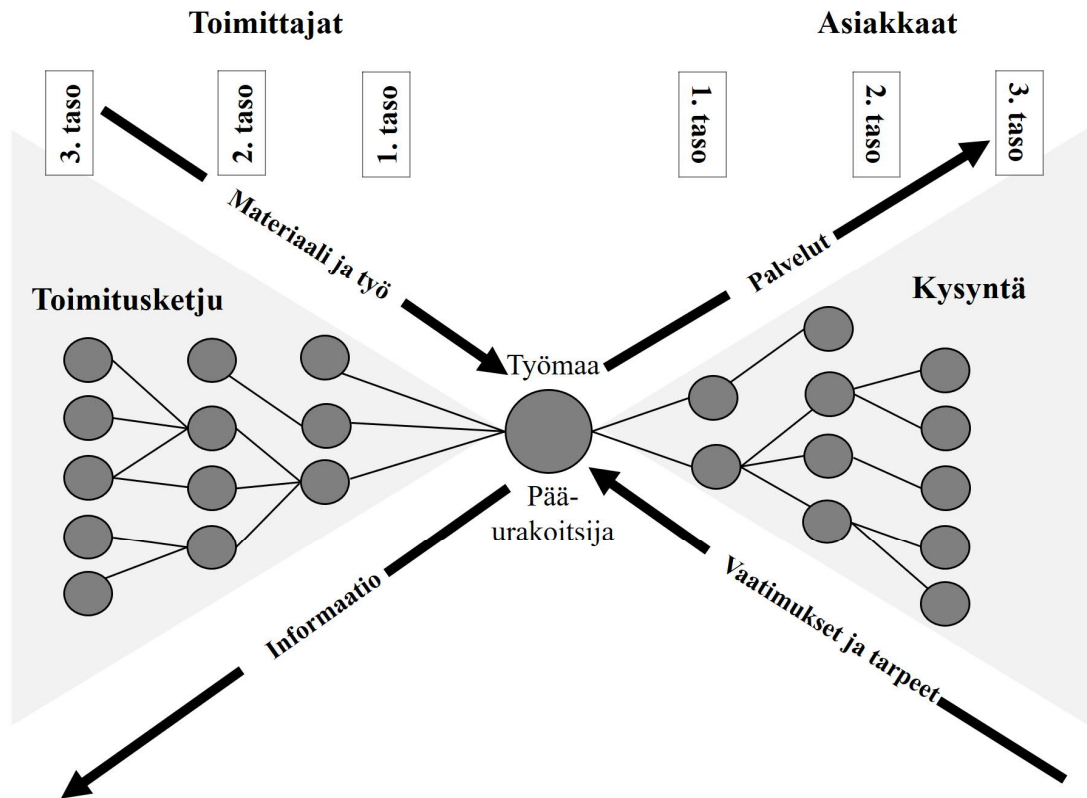 Toimittajat
Asiakkaat
3. taso
2. taso
1. taso
1. taso
2. taso
3. taso
Materiaali ja työ
Palvelut
Toimitusketju
Kysyntä
Työmaa
Pää-
urakoitsija
Informaatio
Vaatimukset ja tarpeet